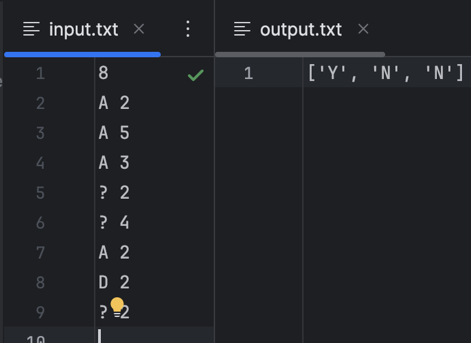 input.txt
output.txt
1 8
2 A 2
3 A 5
4 A 3
5 ? 2
6 ? 4
7 A 2
8 D 2
9 ? 2
10
1 ['Y', 'N', 'N']